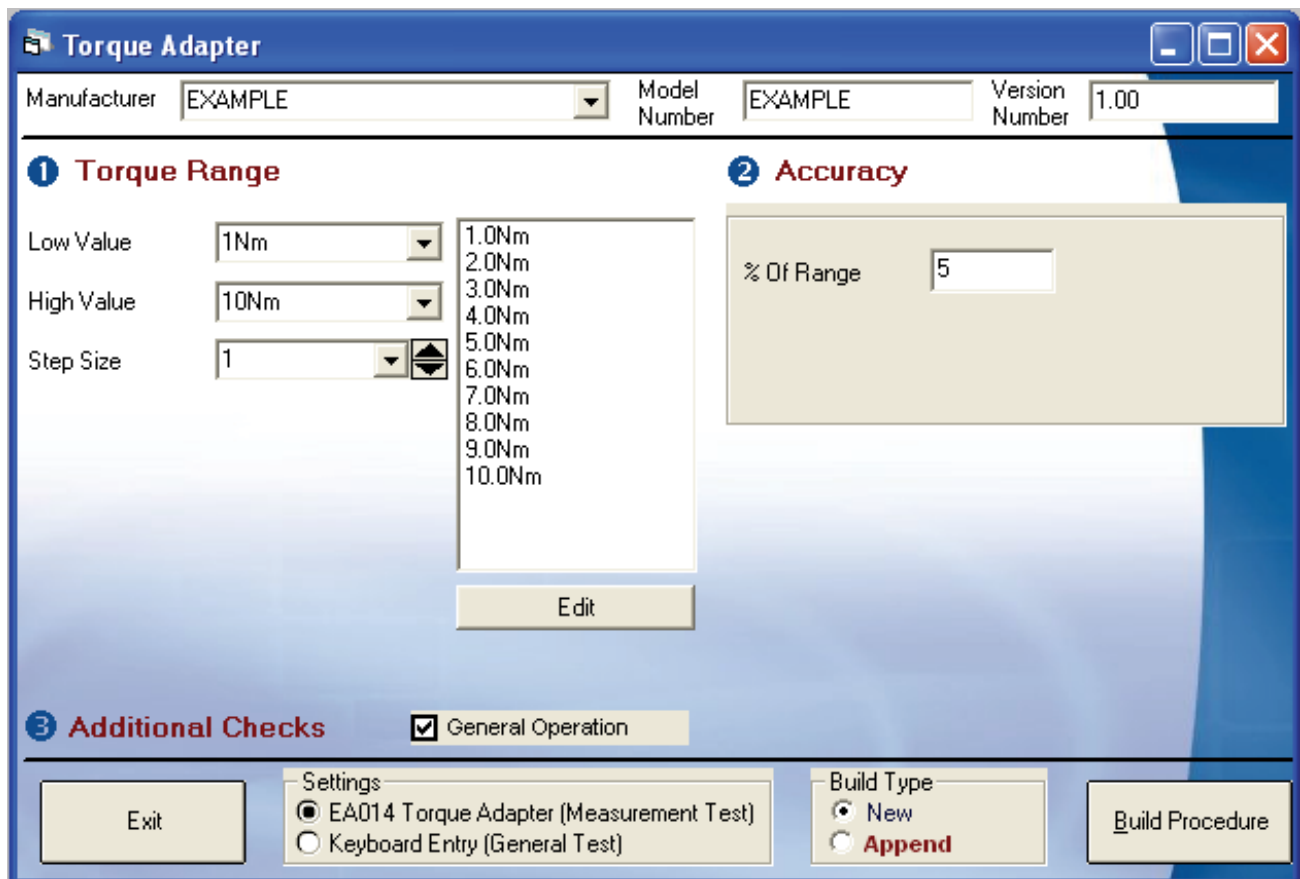 Torque Adapter
Manufacturer EXAMPLE Model Number EXAMPLE Version Number 1.00
1 Torque Range
Low Value 1Nm
High Value 10Nm
Step Size 1
1.0Nm
2.0Nm
3.0Nm
4.0Nm
5.0Nm
6.0Nm
7.0Nm
8.0Nm
9.0Nm
10.0Nm
Edit
2 Accuracy
% Of Range 5
3 Additional Checks General Operation
Exit
Settings
EA014 Torque Adapter (Measurement Test)
Keyboard Entry (General Test)
Build Type
New
Append
Build Procedure